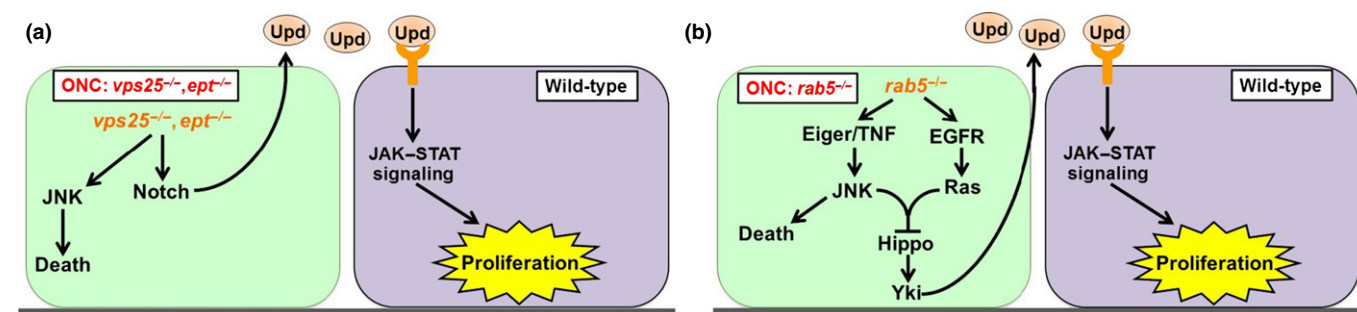 (a)
Upd
Upd
Upd
ONC: vps25–/–,ept–/–
vps25–/–,ept–/–
JNK
Notch
Death
Wild-type
JAK–STAT
signaling
Proliferation
(b)
Upd
Upd
Upd
ONC: rab5–/–
rab5–/–
Eiger/TNF
EGFR
JNK
Ras
Death
Hippo
Yki
Wild-type
JAK–STAT
signaling
Proliferation